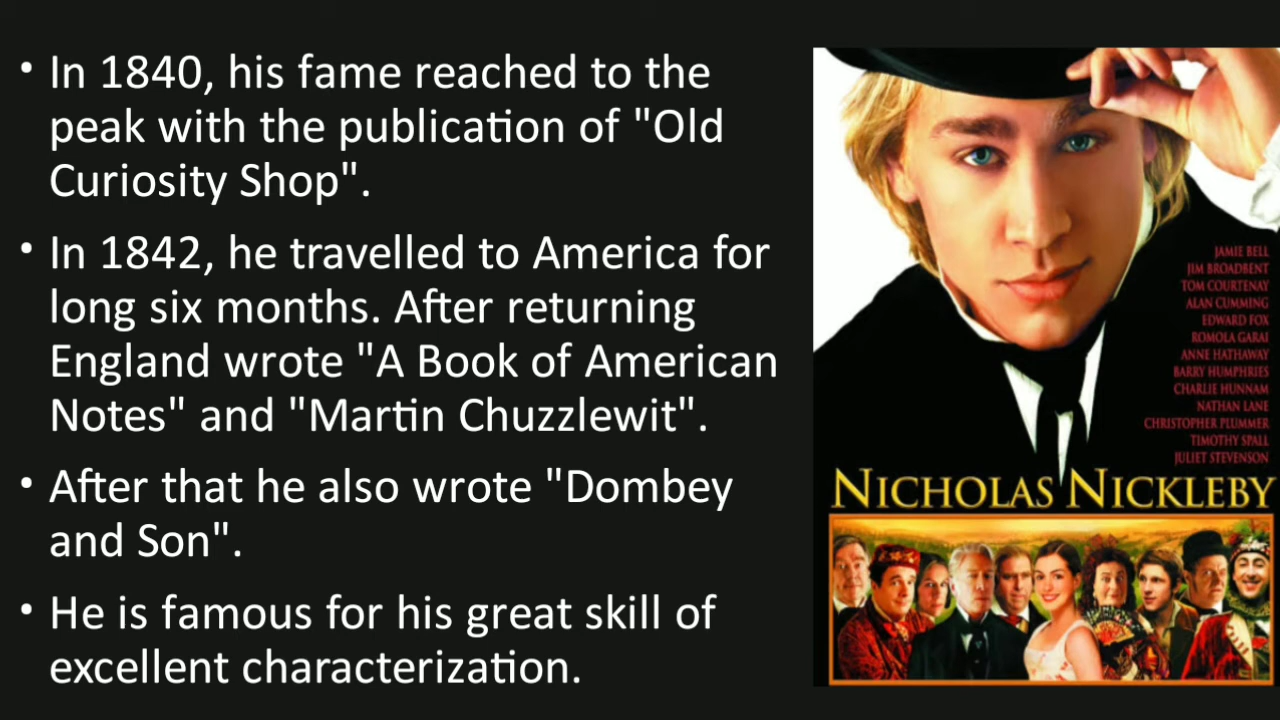 • In 1840, his fame reached to the
peak with the publication of "Old
Curiosity Shop".
• In 1842, he travelled to America for
long six months. After returning
England wrote "A Book of American
Notes" and "Martin Chuzzlewit".
• After that he also wrote "Dombey
and Son".
• He is famous for his great skill of
excellent characterization.
JAMIE BELL
JIM BROADBENT
TOM COURTENAY
ALAN CUMMING
EDWARD FOX
ROMOLA GARAI
ANNE HATHAWAY
BARRY HUMPHRIES
CHARLIE HUNNAM
NATHAN LANE
CHRISTOPHER PLUMMER
TIMOTHY SPALL
JULIET STEVENSON
NICHOLAS NICKLEBY